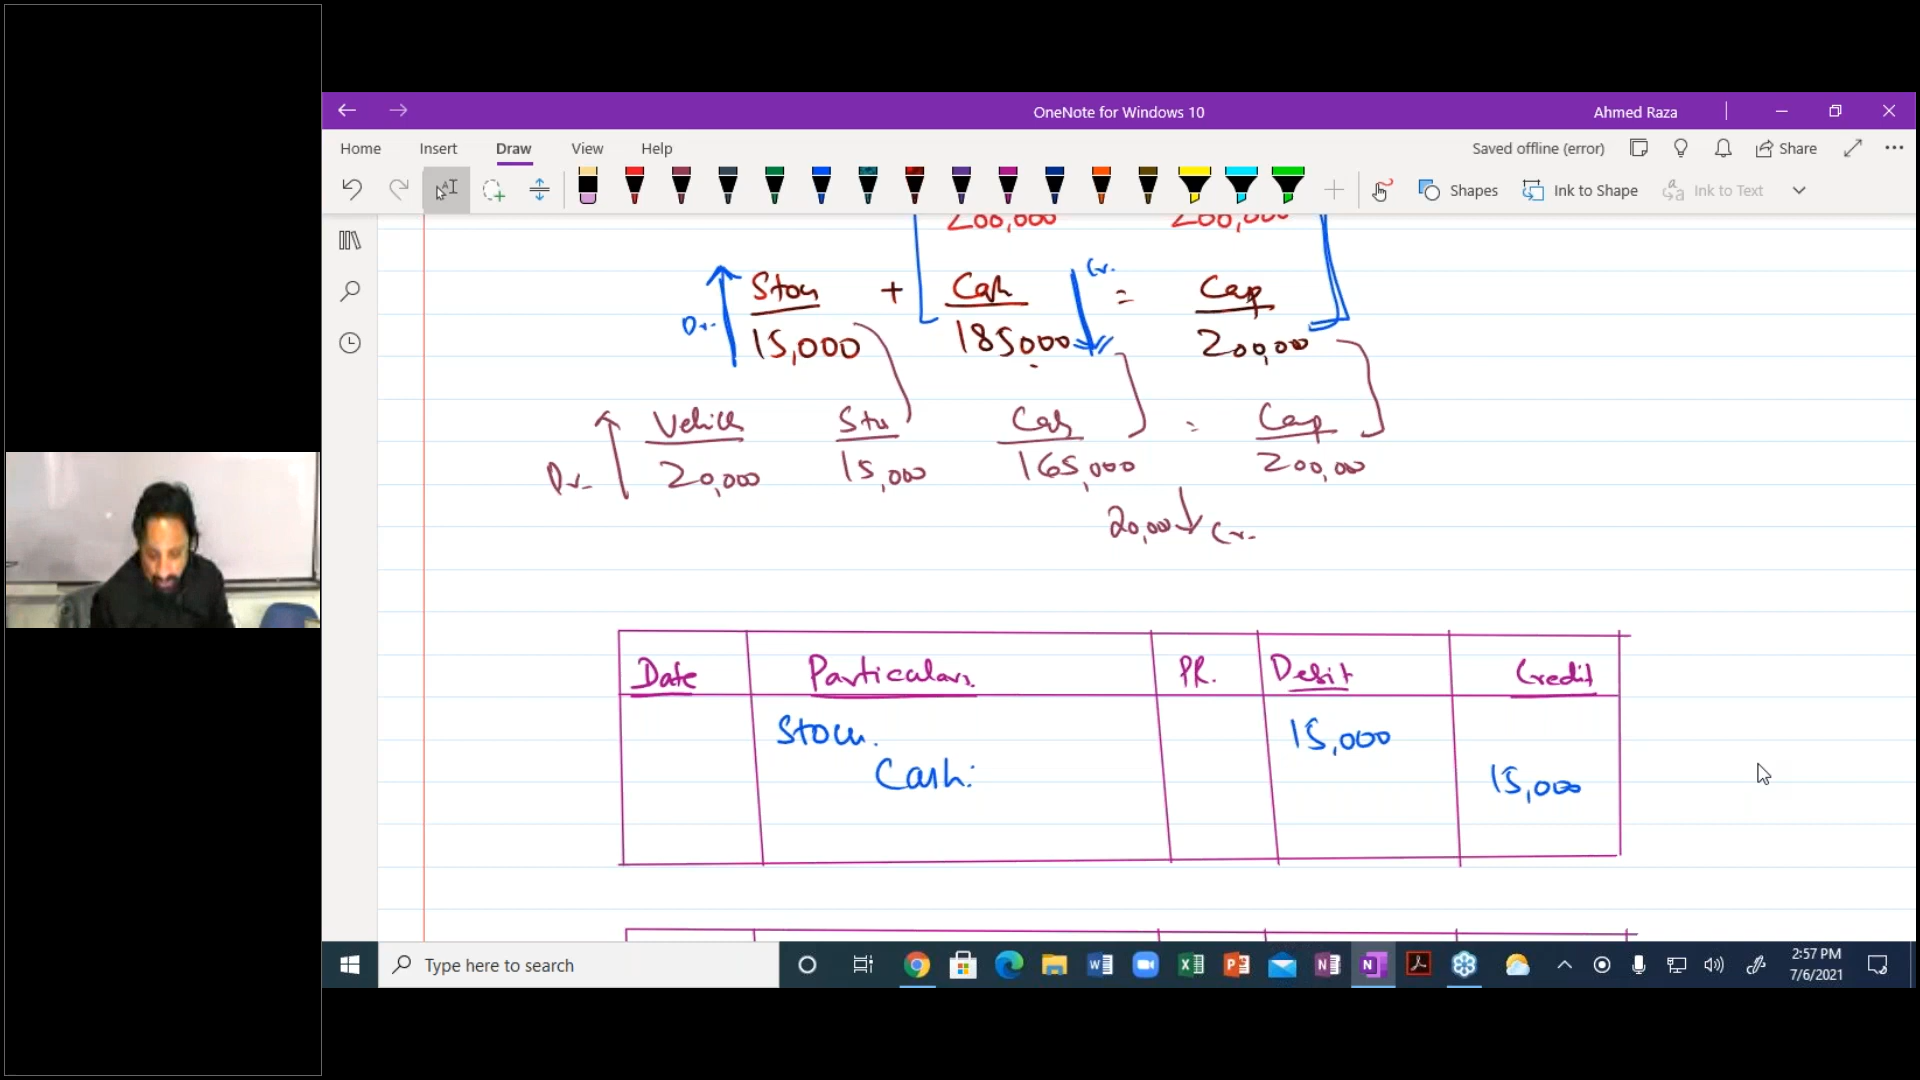 OneNote for Windows 10
Ahmed Raza
Home Insert Draw View Help
Saved offline (error)
Share
Shapes
Ink to Shape
Ink to Text
200,000 200,000
Stock + Cash = Cap
Cr.
Dr.
15,000 185000 200,000
Vehicle Sto Cash = Cap
Dr.
20,000 15,000 165,000 200,000
20,000 Cr.
Date Particulars. PR. Debit Credit
Stock. 15,000
Cash: 15,000
Type here to search
2:57 PM
7/6/2021